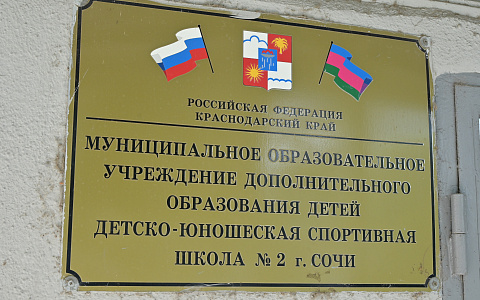 РОССИЙСКАЯ ФЕДЕРАЦИЯ
КРАСНОДАРСКИЙ КРАЙ
МУНИЦИПАЛЬНОЕ ОБРАЗОВАТЕЛЬНОЕ
УЧРЕЖДЕНИЕ ДОПОЛНИТЕЛЬНОГО
ОБРАЗОВАНИЯ ДЕТЕЙ
ДЕТСКО-ЮНОШЕСКАЯ СПОРТИВНАЯ
ШКОЛА № 2 г. СОЧИ